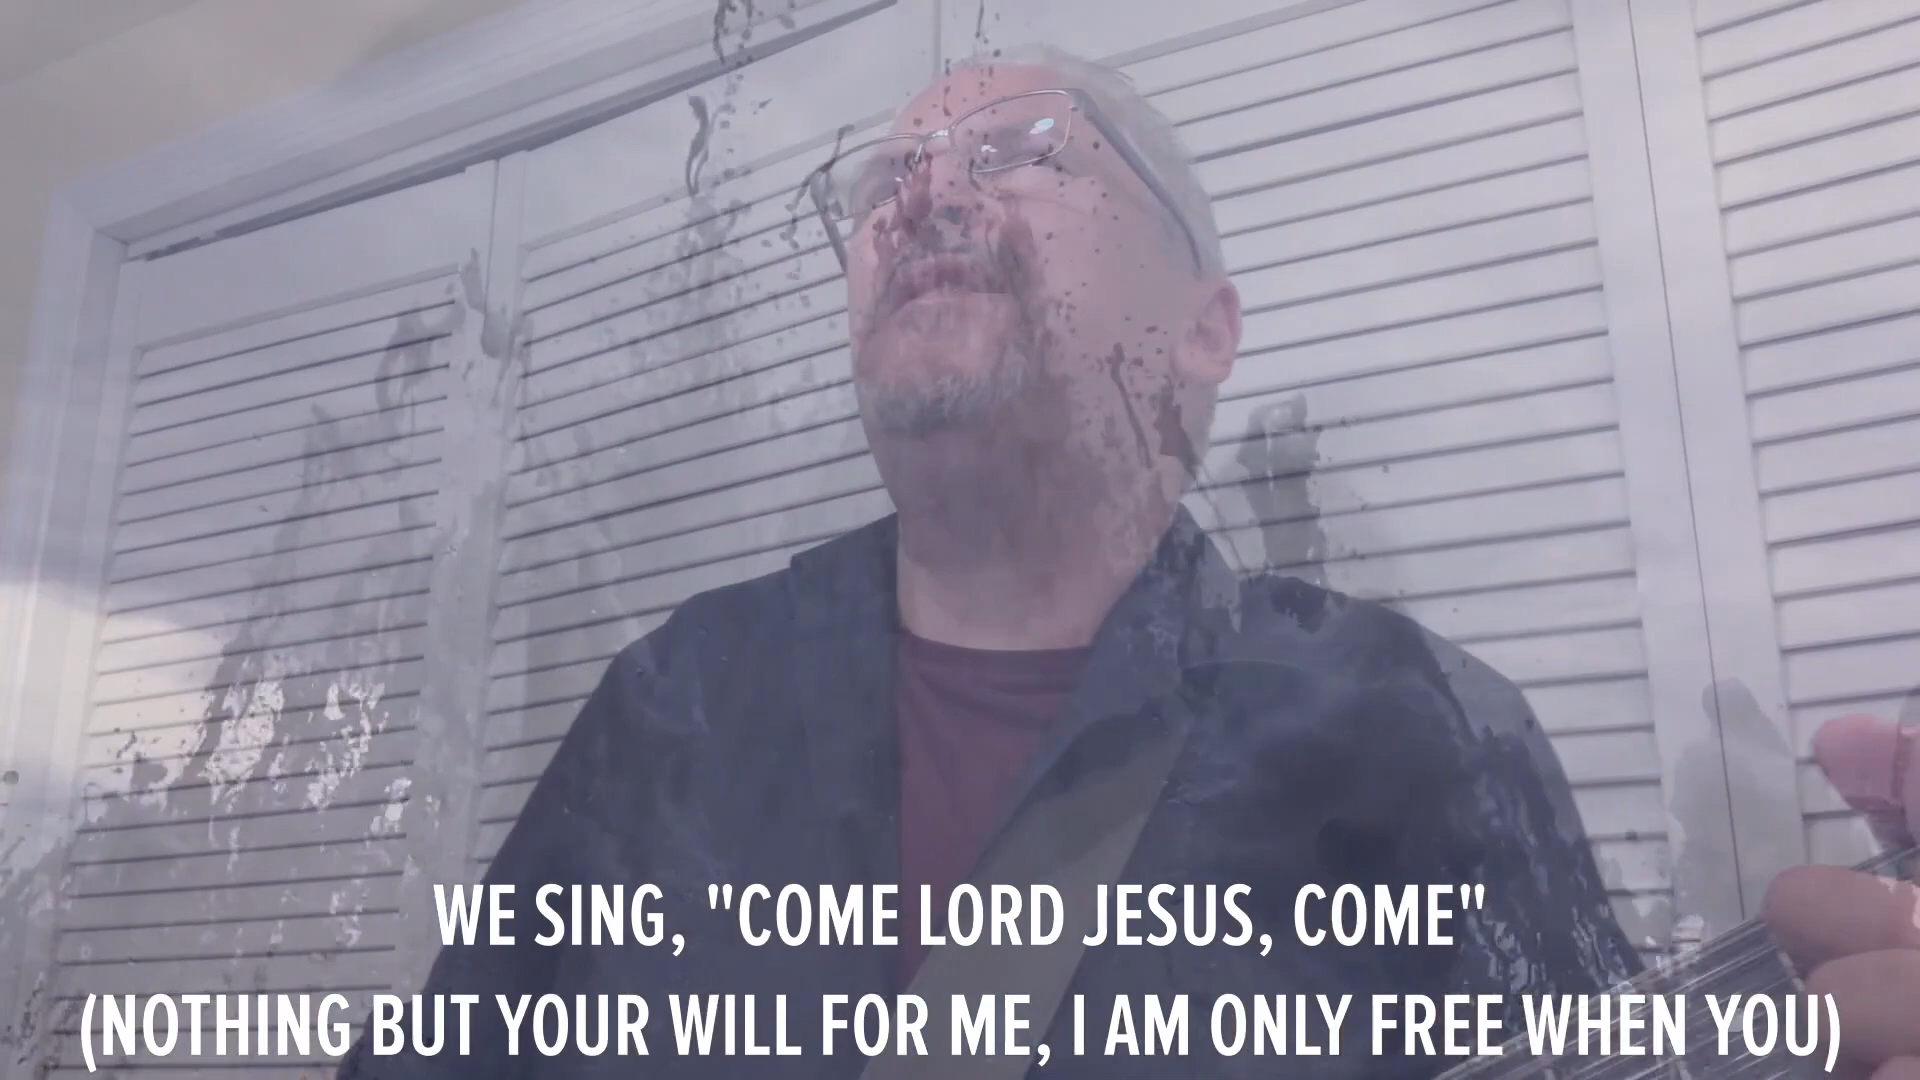 WE SING, "COME LORD JESUS, COME"
(NOTHING BUT YOUR WILL FOR ME, I AM ONLY FREE WHEN YOU)